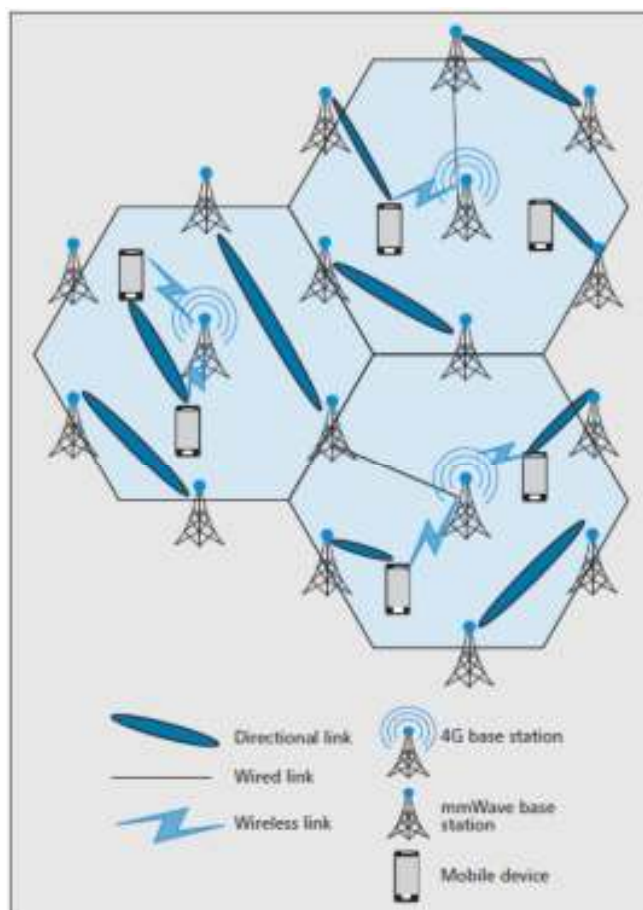 Directional link
Wired link
Wireless link
4G base station
mmWave base
station
Mobile device